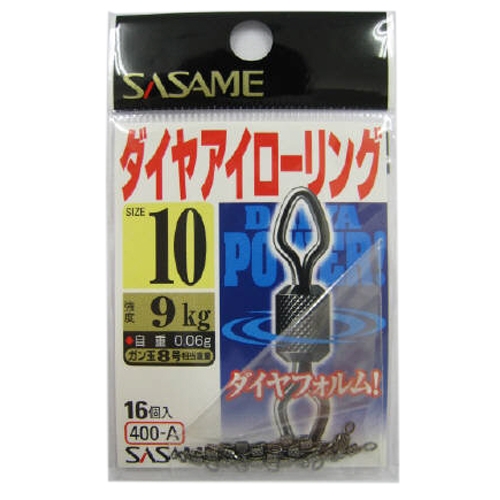 SASAME
ダイヤアイローリング
SIZE
10
DAIYA
POWER!
強度 9kg
●自重 0.06g
ガン玉8号相当重量
ダイヤフォルム!
16個入
400-A
SAS